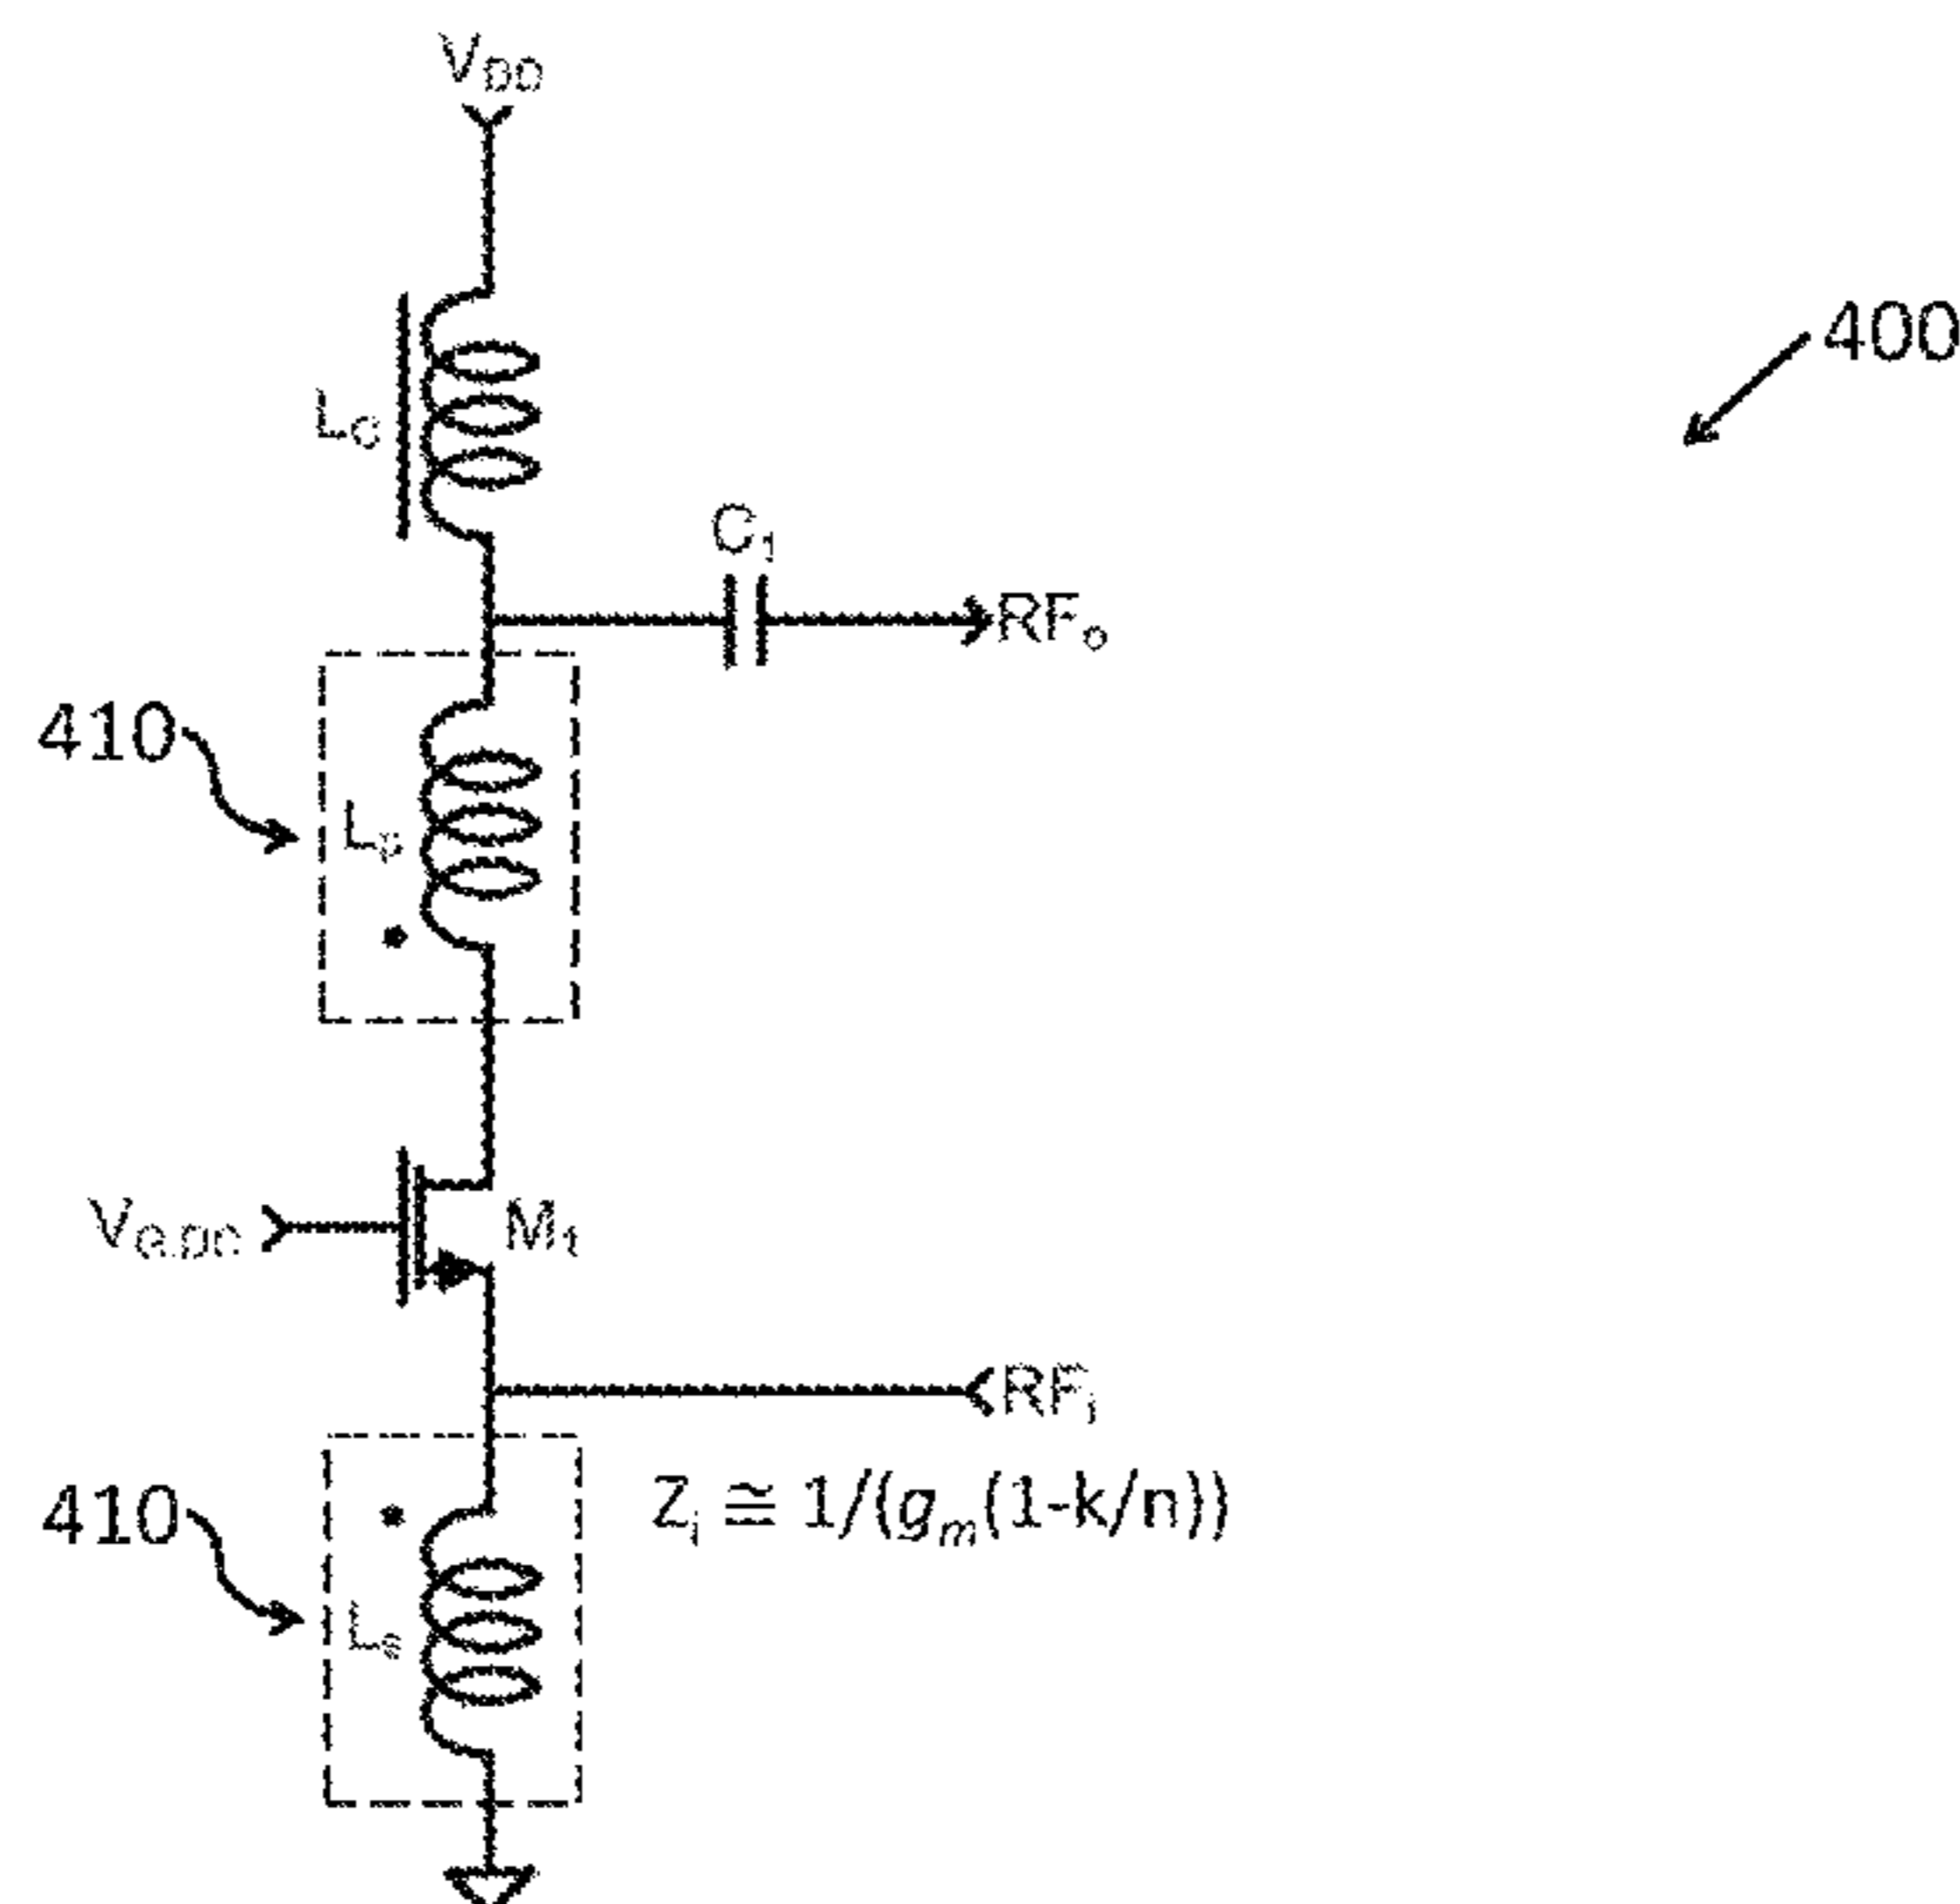 V_DD
400
L_C
C_1
RF_o
410
L_p
V_G.DC
M_1
RF_i
410
Z_i ≅ 1/(g_m(1-k/n))
L_s